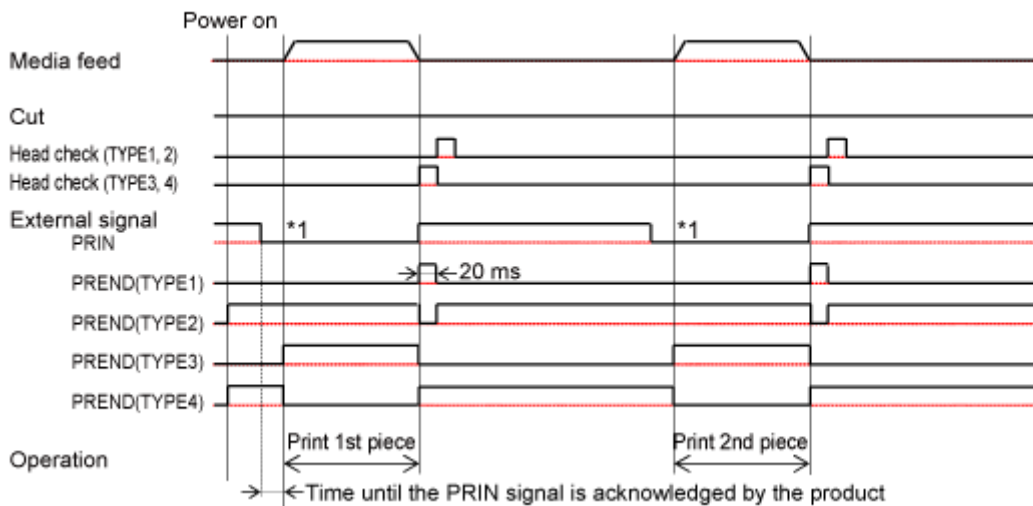 Power on
Media feed
Cut
Head check (TYPE1, 2)
Head check (TYPE3, 4)
External signal
PRIN *1 *1
PREND(TYPE1) 20 ms
PREND(TYPE2)
PREND(TYPE3)
PREND(TYPE4)
Print 1st piece Print 2nd piece
Operation
Time until the PRIN signal is acknowledged by the product